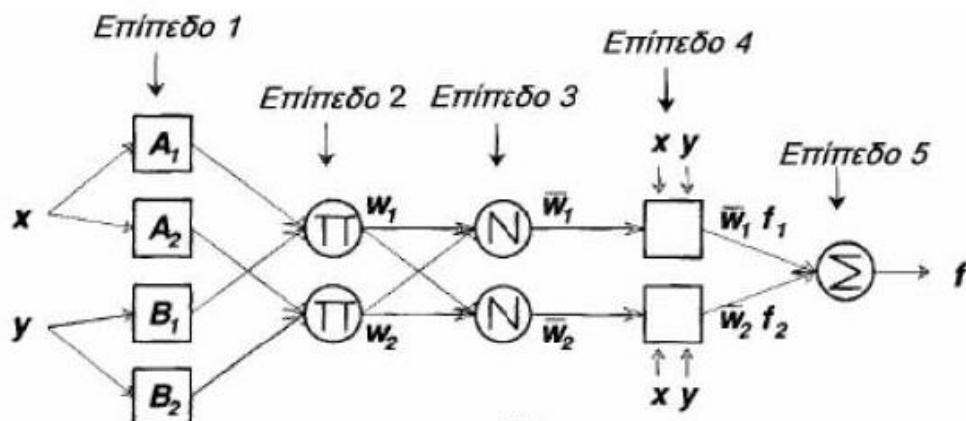 Επίπεδο 1
Επίπεδο 2
Επίπεδο 3
Επίπεδο 4
Επίπεδο 5
x y
A₁
A₂
B₁
B₂
x
y
Π
Π
w₁
w₂
N
N
w̅₁
w̅₂
w̅₁ f₁
w̅₂ f₂
x y
Σ
f